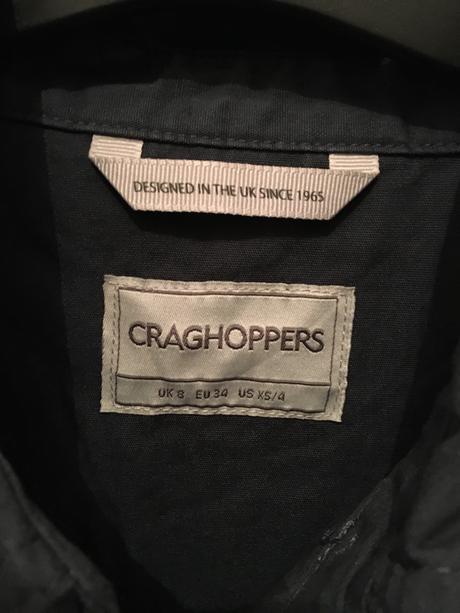 DESIGNED IN THE UK SINCE 1965
CRAGHOPPERS
UK 8 EU 34 US XS/4